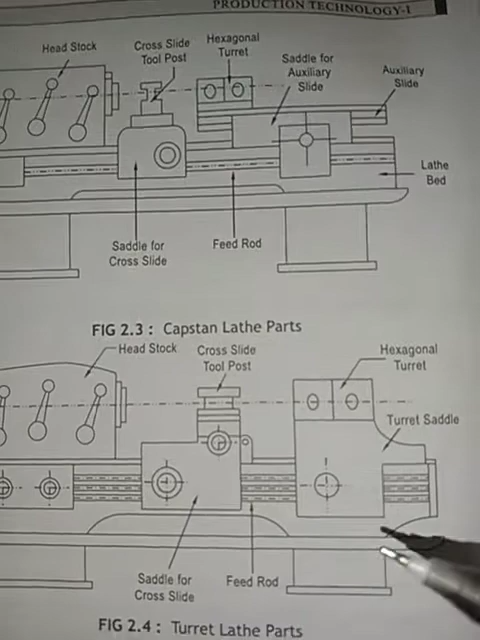 PRODUCTION TECHNOLOGY-I
Head Stock
Cross Slide
Tool Post
Hexagonal
Turret
Saddle for
Auxiliary
Slide
Auxiliary
Slide
Lathe
Bed
Saddle for
Cross Slide
Feed Rod
FIG 2.3 : Capstan Lathe Parts
Head Stock
Cross Slide
Tool Post
Hexagonal
Turret
Turret Saddle
Saddle for
Cross Slide
Feed Rod
FIG 2.4 : Turret Lathe Parts